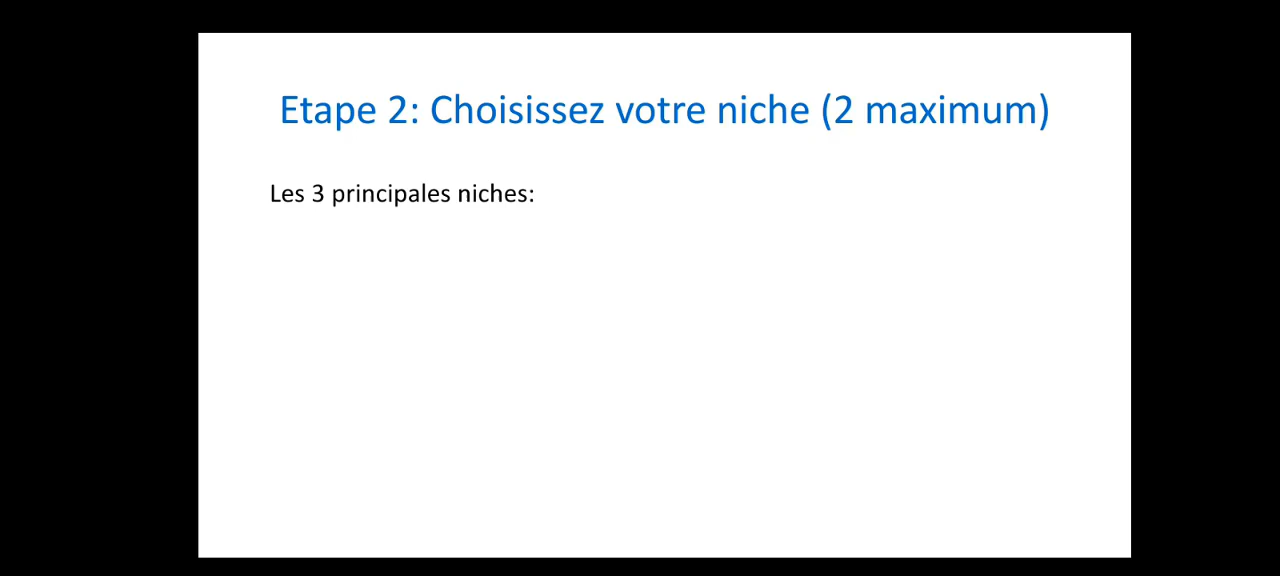 Etape 2: Choisissez votre niche (2 maximum)
Les 3 principales niches: